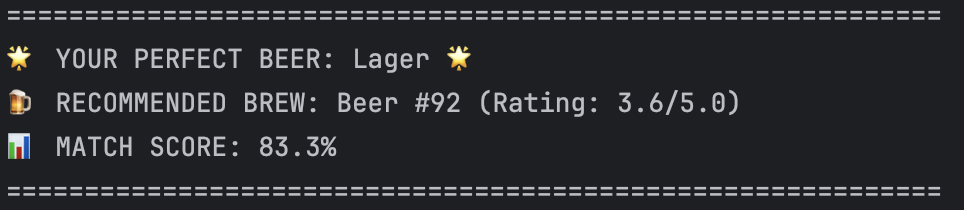 ============================================================
🌟 YOUR PERFECT BEER: Lager 🌟
🍺 RECOMMENDED BREW: Beer #92 (Rating: 3.6/5.0)
📊 MATCH SCORE: 83.3%
============================================================